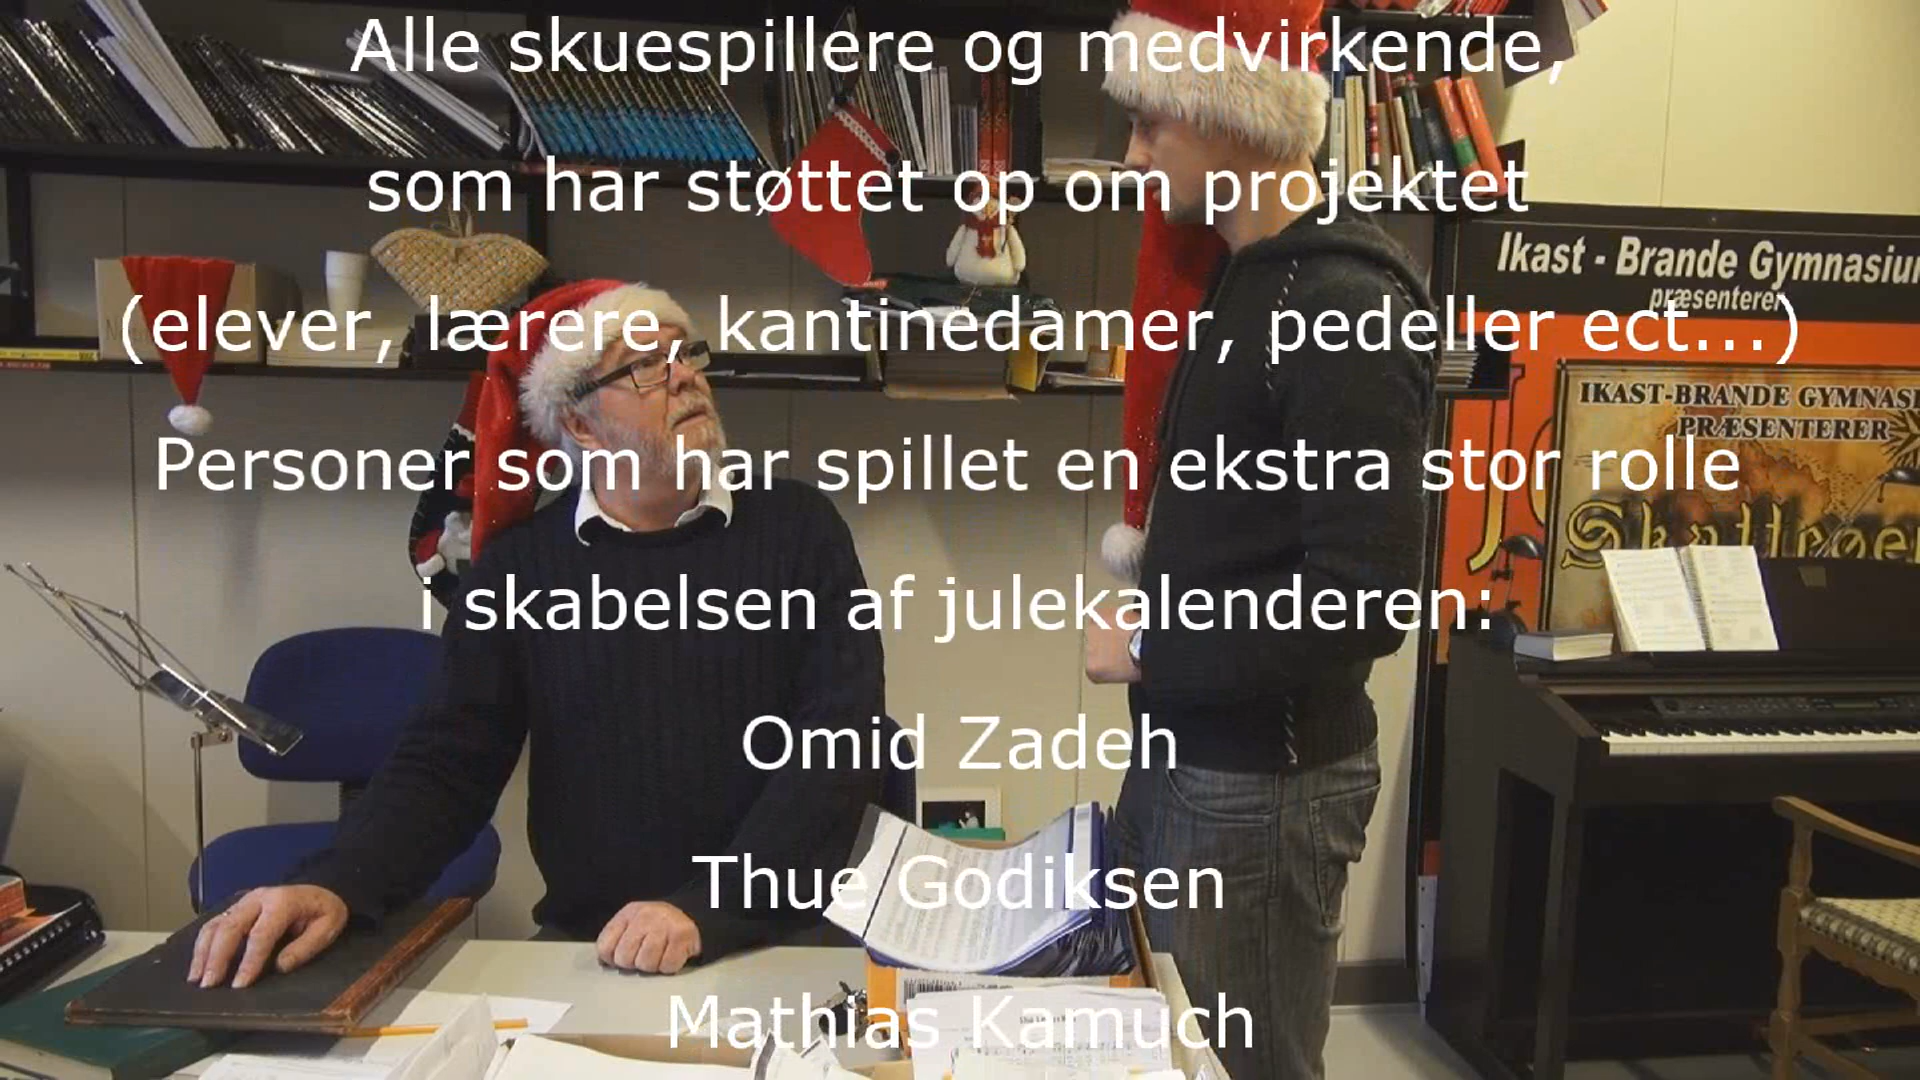 Alle skuespillere og medvirkende,
som har støttet op om projektet
(elever, lærere, kantinedamer, pedeller ect...)
Personer som har spillet en ekstra stor rolle
i skabelsen af julekalenderen:
Omid Zadeh
Thue Godiksen
Mathias Kamuch
Ikast - Brande Gymnasiu
præsenterer
IKAST-BRANDE GYMNAS
PRÆSENTERER